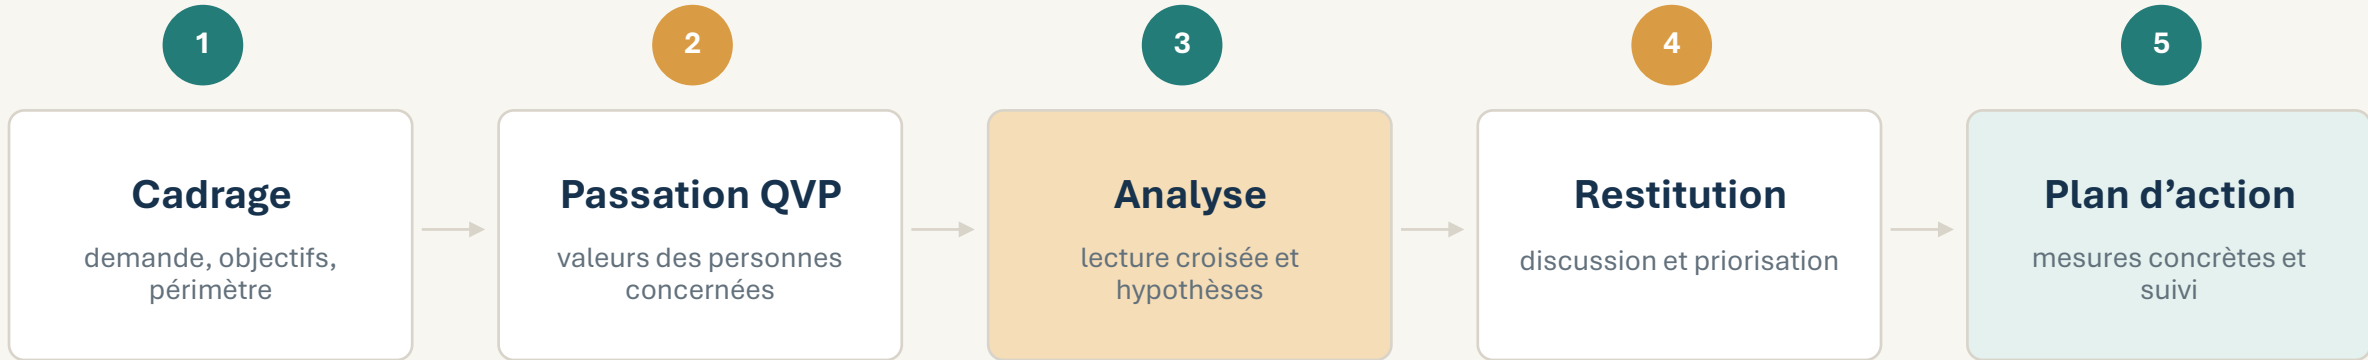 1
Cadrage
demande, objectifs,
périmètre
2
Passation QVP
valeurs des personnes
concernées
3
Analyse
lecture croisée et
hypothèses
4
Restitution
discussion et priorisation
5
Plan d’action
mesures concrètes et
suivi